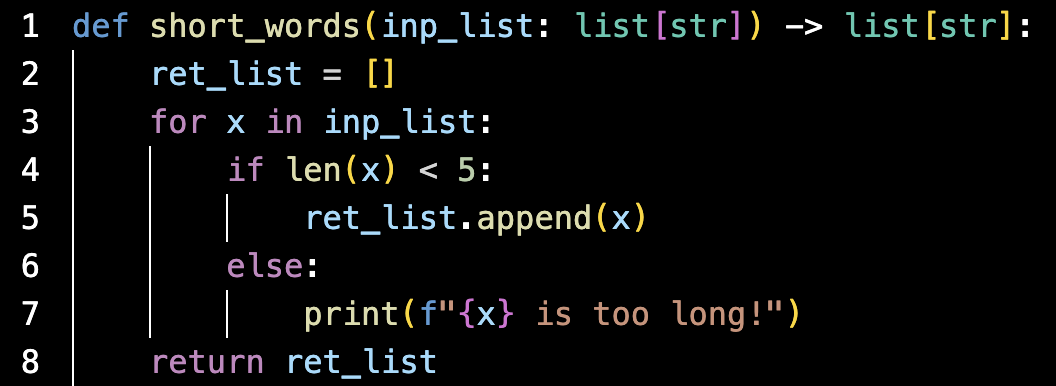 1 def short_words(inp_list: list[str]) -> list[str]:
2     ret_list = []
3     for x in inp_list:
4         if len(x) < 5:
5             ret_list.append(x)
6         else:
7             print(f"{x} is too long!")
8     return ret_list